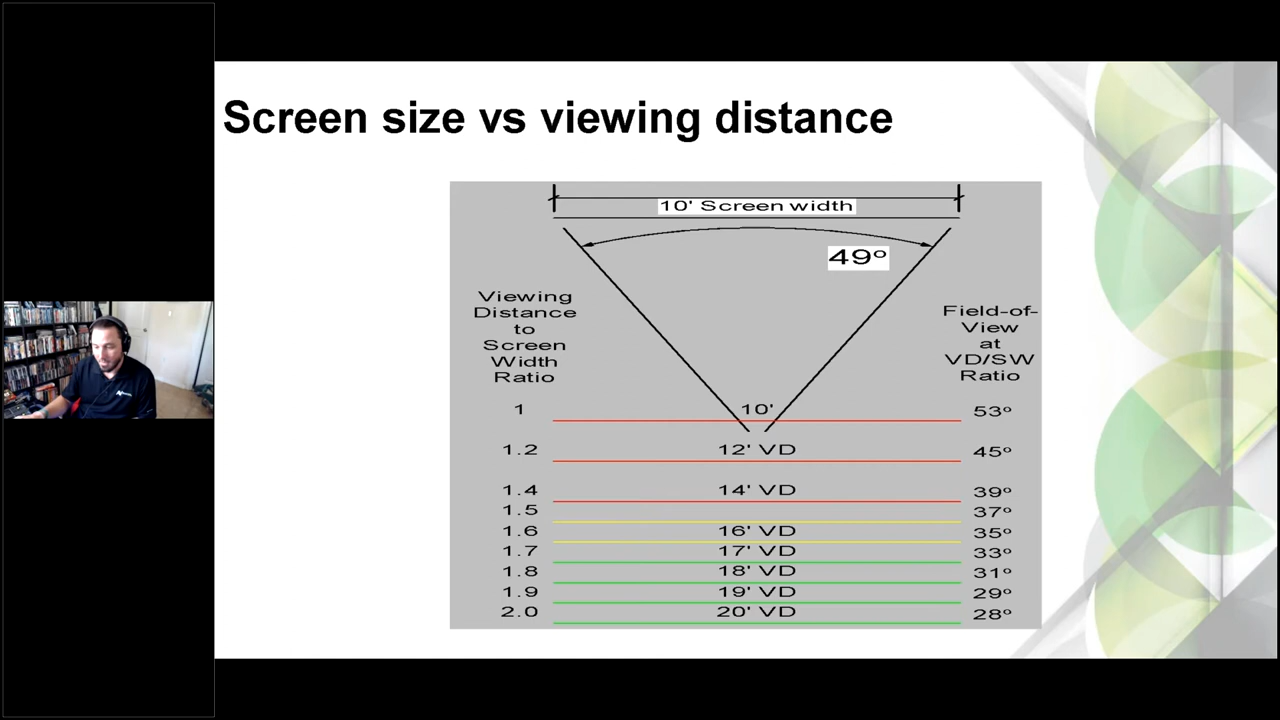 Screen size vs viewing distance
10' Screen width
49º
Viewing
Distance
to
Screen
Width
Ratio
Field-of-
View
at
VD/SW
Ratio
1 10' 53º
1.2 12' VD 45º
1.4 14' VD 39º
1.5 37º
1.6 16' VD 35º
1.7 17' VD 33º
1.8 18' VD 31º
1.9 19' VD 29º
2.0 20' VD 28º